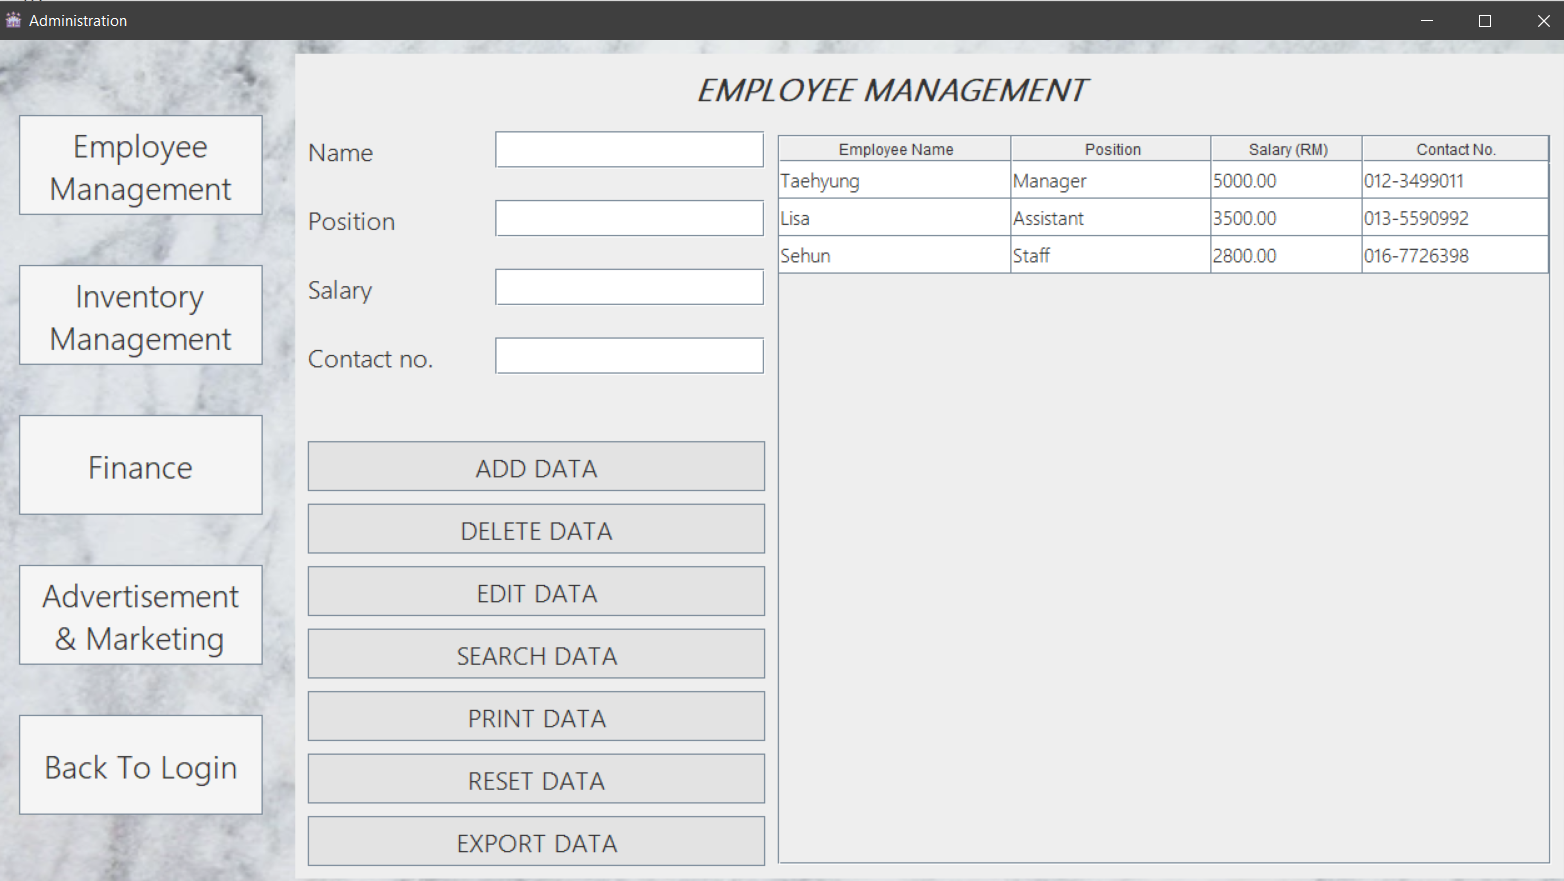 Administration
Employee
Management
Inventory
Management
Finance
Advertisement
& Marketing
Back To Login
EMPLOYEE MANAGEMENT
Name
Position
Salary
Contact no.
ADD DATA
DELETE DATA
EDIT DATA
SEARCH DATA
PRINT DATA
RESET DATA
EXPORT DATA
Employee Name Position Salary (RM) Contact No.
Taehyung Manager 5000.00 012-3499011
Lisa Assistant 3500.00 013-5590992
Sehun Staff 2800.00 016-7726398